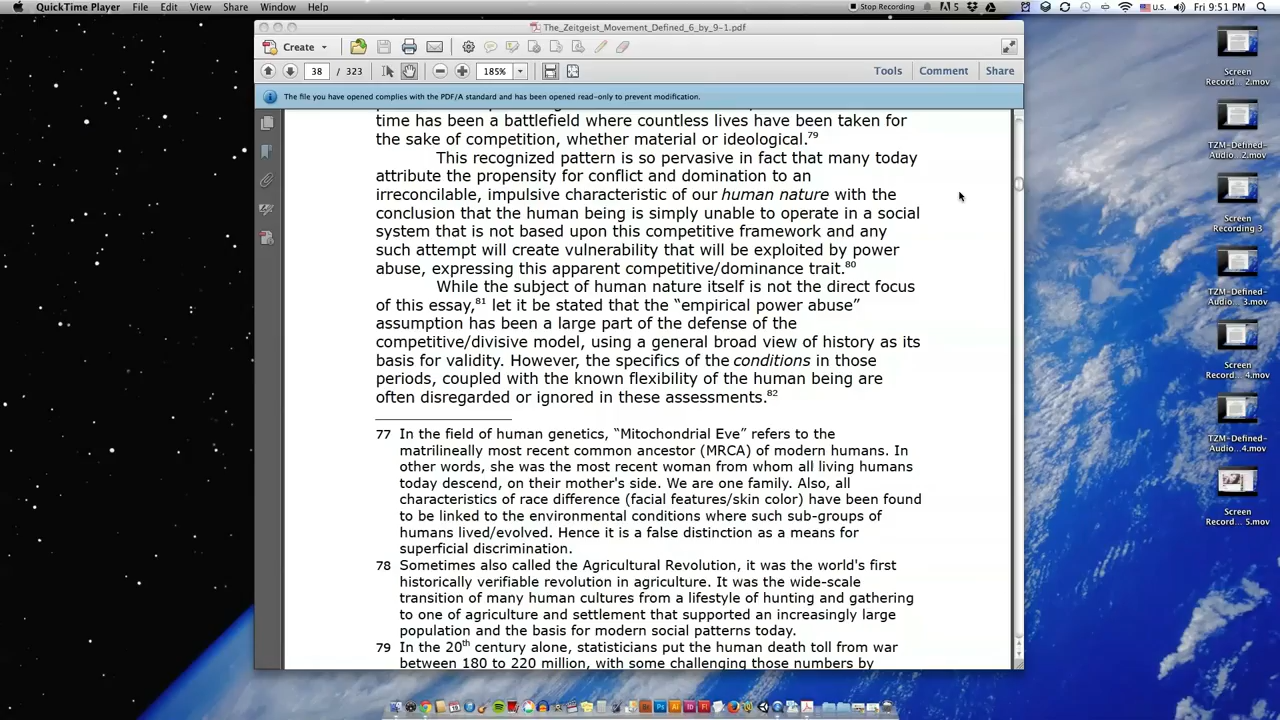 QuickTime Player File Edit View Share Window Help Stop Recording 5 U.S. Fri 9:51 PM
The_Zeitgeist_Movement_Defined_6_by_9-1.pdf
Create
38 / 323 185% Tools Comment Share
The file you have opened complies with the PDF/A standard and has been opened read-only to prevent modification.
time has been a battlefield where countless lives have been taken for
the sake of competition, whether material or ideological.79
This recognized pattern is so pervasive in fact that many today
attribute the propensity for conflict and domination to an
irreconcilable, impulsive characteristic of our human nature with the
conclusion that the human being is simply unable to operate in a social
system that is not based upon this competitive framework and any
such attempt will create vulnerability that will be exploited by power
abuse, expressing this apparent competitive/dominance trait.80
While the subject of human nature itself is not the direct focus
of this essay,81 let it be stated that the “empirical power abuse”
assumption has been a large part of the defense of the
competitive/divisive model, using a general broad view of history as its
basis for validity. However, the specifics of the conditions in those
periods, coupled with the known flexibility of the human being are
often disregarded or ignored in these assessments.82
77 In the field of human genetics, “Mitochondrial Eve” refers to the
matrilineally most recent common ancestor (MRCA) of modern humans. In
other words, she was the most recent woman from whom all living humans
today descend, on their mother's side. We are one family. Also, all
characteristics of race difference (facial features/skin color) have been found
to be linked to the environmental conditions where such sub-groups of
humans lived/evolved. Hence it is a false distinction as a means for
superficial discrimination.
78 Sometimes also called the Agricultural Revolution, it was the world's first
historically verifiable revolution in agriculture. It was the wide-scale
transition of many human cultures from a lifestyle of hunting and gathering
to one of agriculture and settlement that supported an increasingly large
population and the basis for modern social patterns today.
79 In the 20th century alone, statisticians put the human death toll from war
between 180 to 220 million, with some challenging those numbers by
Screen
Record... 2.mov
TZM-Defined-
Audio...2.mov
Screen
Recording 3
TZM-Defined-
Audio...3.mov
Screen
Record... 4.mov
TZM-Defined-
Audio...4.mov
Screen
Record... 5.mov